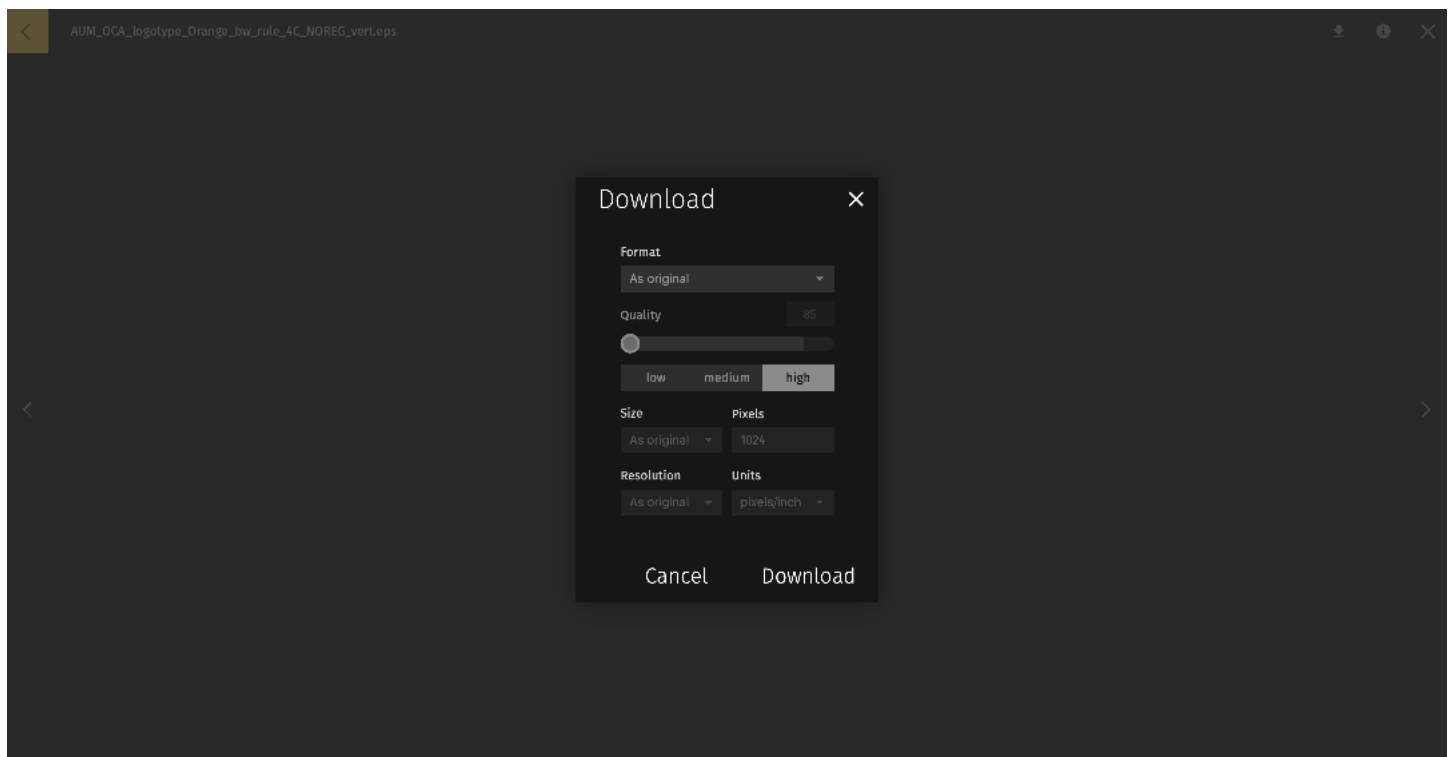 AUM_OCA_logotype_Orange_bw_rule_4C_NOREG_vert.eps
Download
Format
As original
Quality 85
low medium high
Size Pixels
As original 1024
Resolution Units
As original pixels/inch
Cancel Download